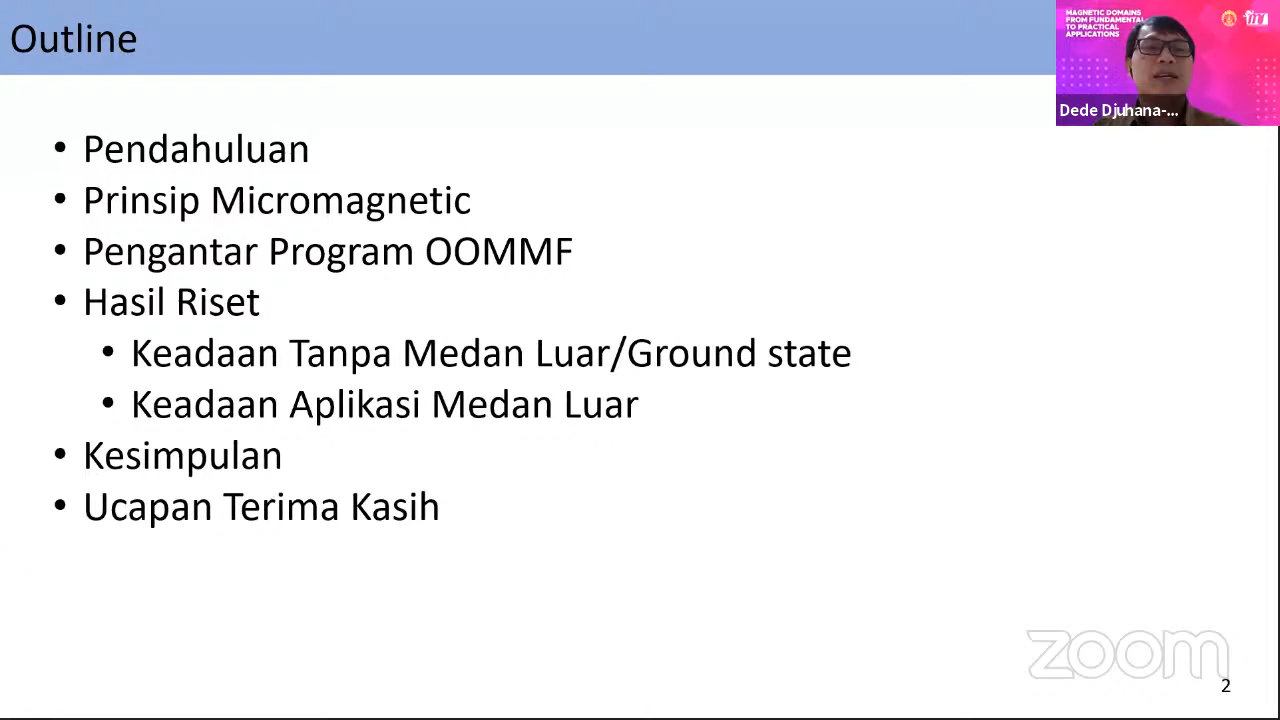 Outline
MAGNETIC DOMAINS
FROM FUNDAMENTAL
TO PRACTICAL
APPLICATIONS
iTV
Dede Djuhana-...
• Pendahuluan
• Prinsip Micromagnetic
• Pengantar Program OOMMF
• Hasil Riset
• Keadaan Tanpa Medan Luar/Ground state
• Keadaan Aplikasi Medan Luar
• Kesimpulan
• Ucapan Terima Kasih
zoom
2